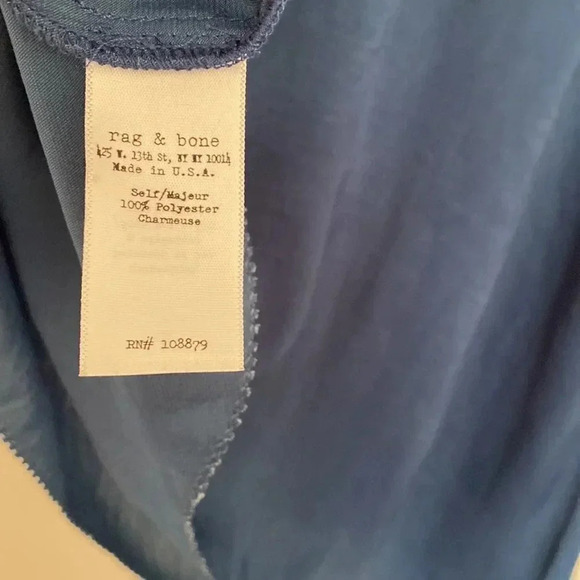 rag & bone
425 W. 13th St, NY NY 10014
Made in U.S.A.
Self/Majeur
100% Polyester
Charmeuse
RN# 108879